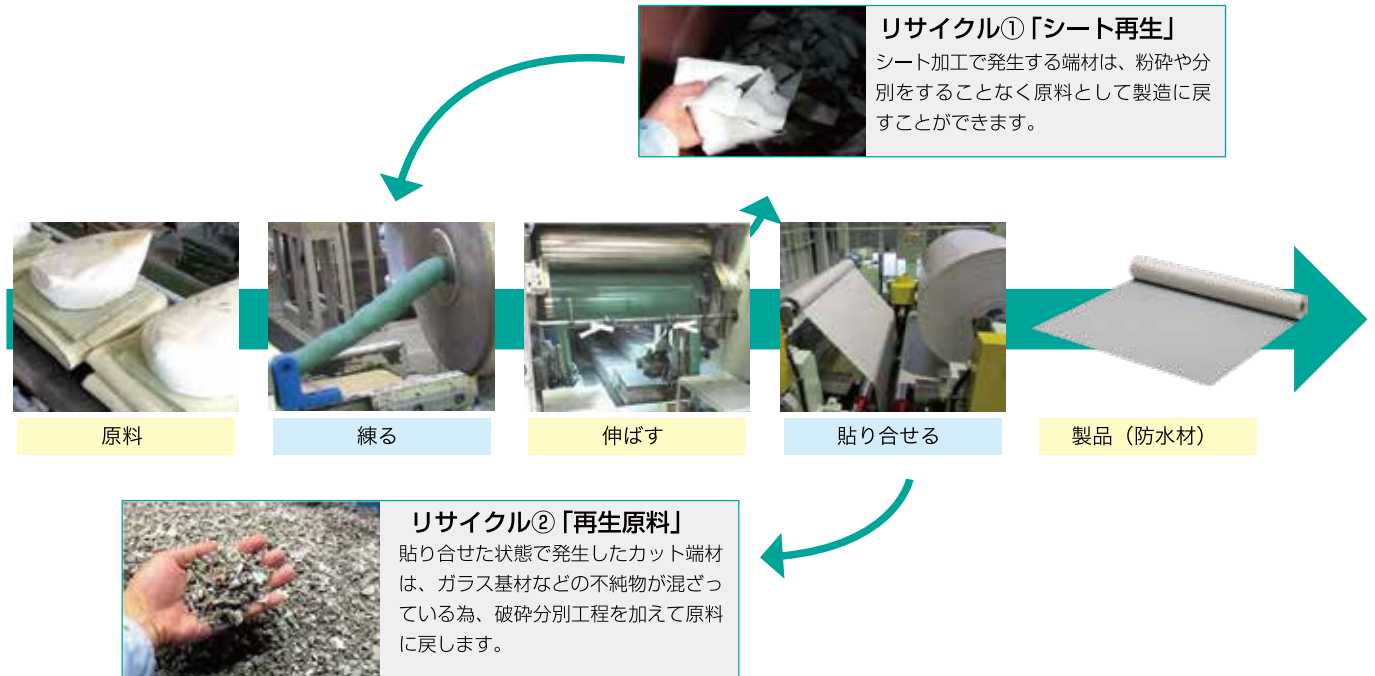 リサイクル①「シート再生」
シート加工で発生する端材は、粉砕や分
別をすることなく原料として製造に戻
すことができます。
原料
練る
伸ばす
貼り合せる
製品（防水材）
リサイクル②「再生原料」
貼り合せた状態で発生したカット端材
は、ガラス基材などの不純物が混ざっ
ている為、破砕分別工程を加えて原料
に戻します。